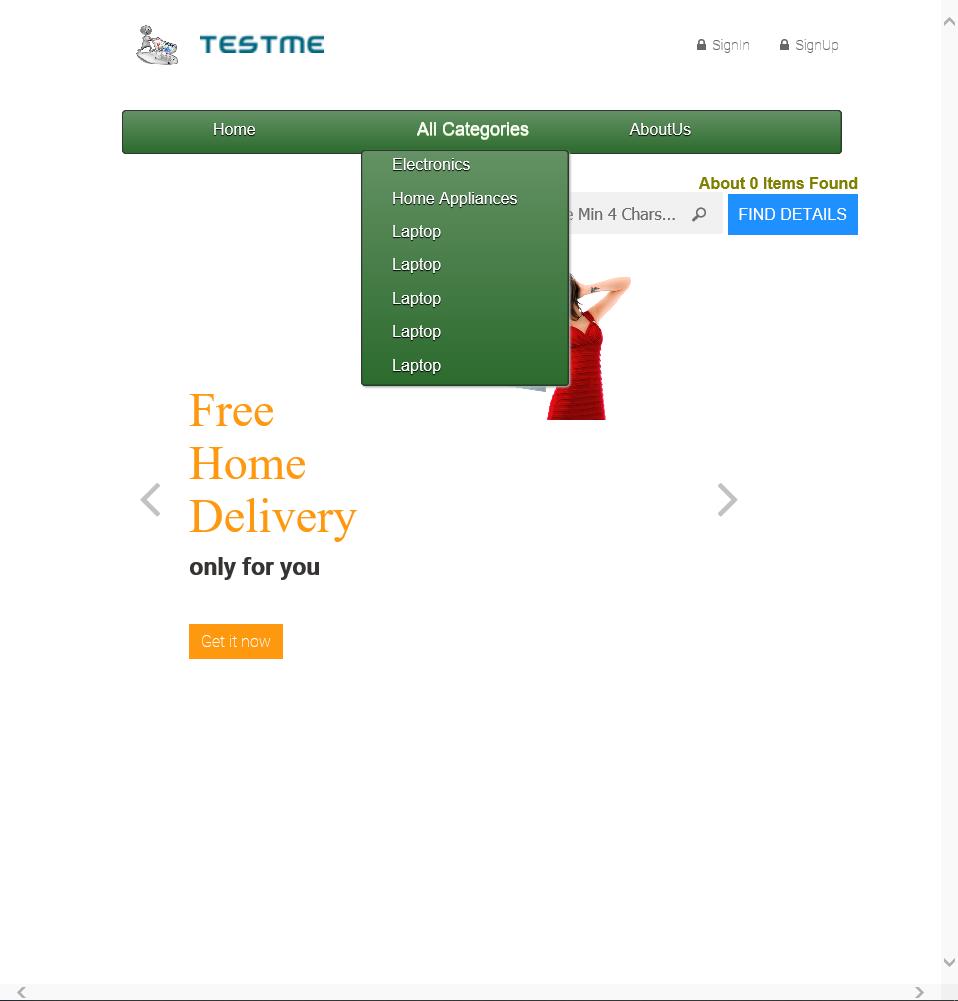 TESTME
SignIn
SignUp
Home
All Categories
AboutUs
Electronics
Home Appliances
Laptop
Laptop
Laptop
Laptop
Laptop
About 0 Items Found
Min 4 Chars...
FIND DETAILS
Free
Home
Delivery
only for you
Get it now